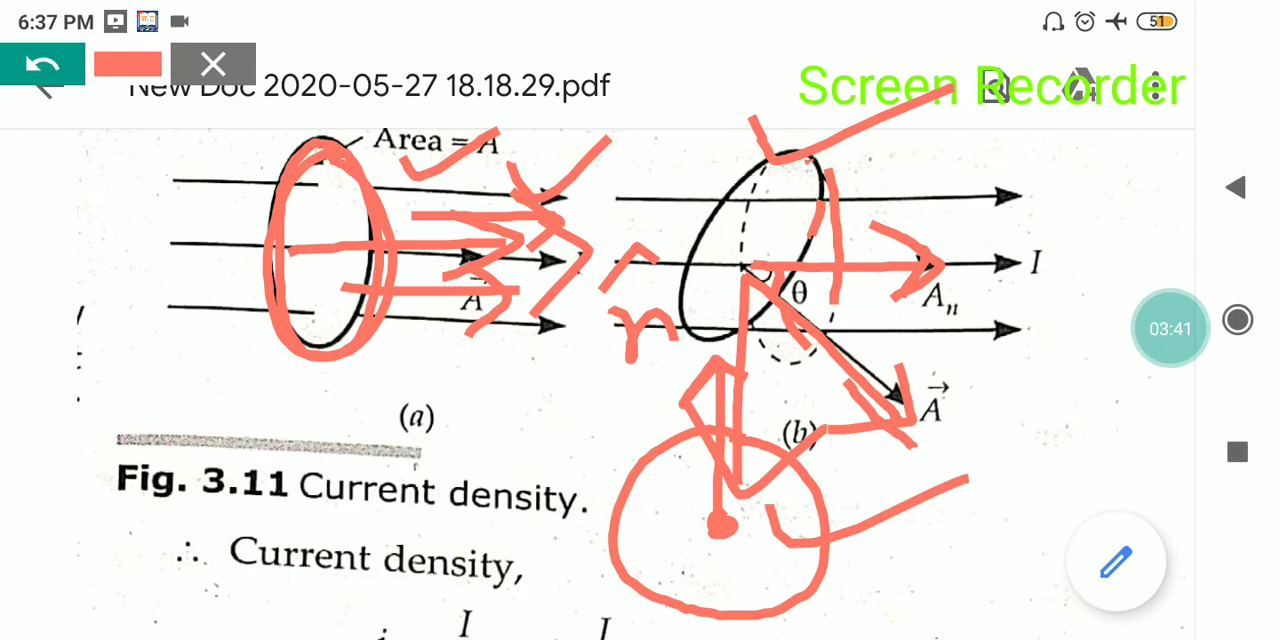 6:37 PM
51
New Doc 2020-05-27 18.18.29.pdf
Screen Recorder
Area = A
A
I
θ
An
A
03:41
(a)
(b)
Fig. 3.11 Current density.
∴ Current density,
j
I
I